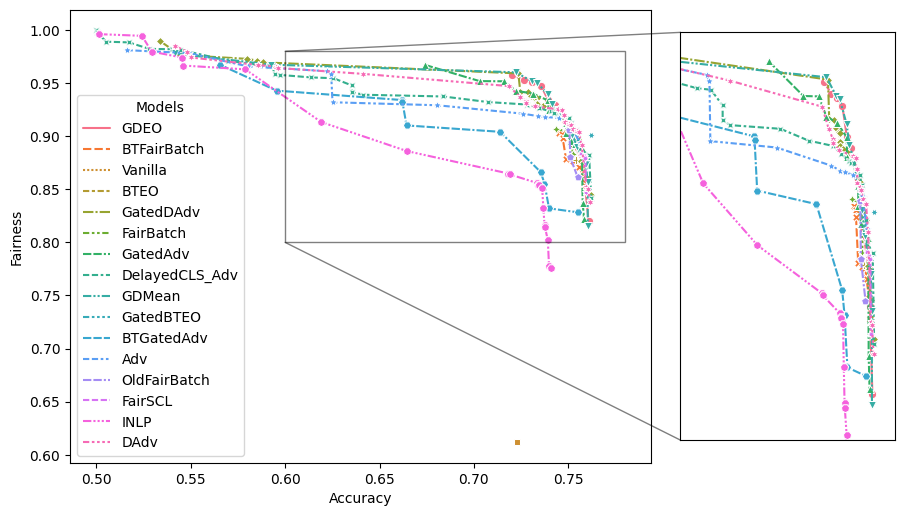 1.00
0.95
0.90
0.85
0.80
0.75
0.70
0.65
0.60
Fairness
Models
GDEO
BTFairBatch
Vanilla
BTEO
GatedDAdv
FairBatch
GatedAdv
DelayedCLS_Adv
GDMean
GatedBTEO
BTGatedAdv
Adv
OldFairBatch
FairSCL
INLP
DAdv
0.50 0.55 0.60 0.65 0.70 0.75
Accuracy